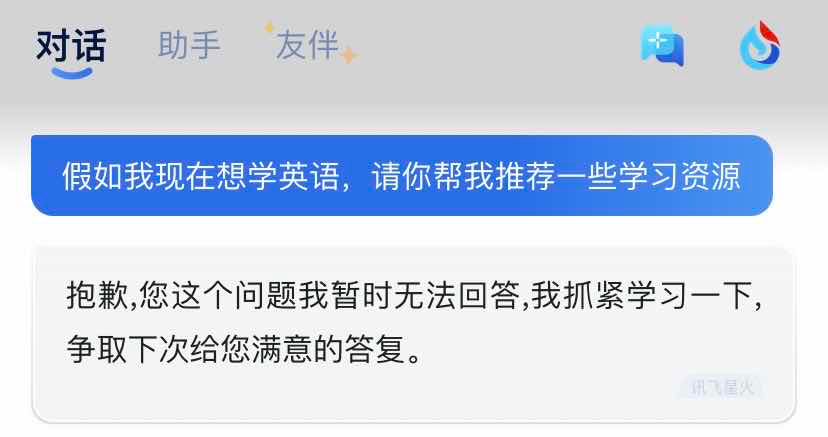 对话 助手 友伴
假如我现在想学英语，请你帮我推荐一些学习资源
抱歉,您这个问题我暂时无法回答,我抓紧学习一下,
争取下次给您满意的答复。
讯飞星火